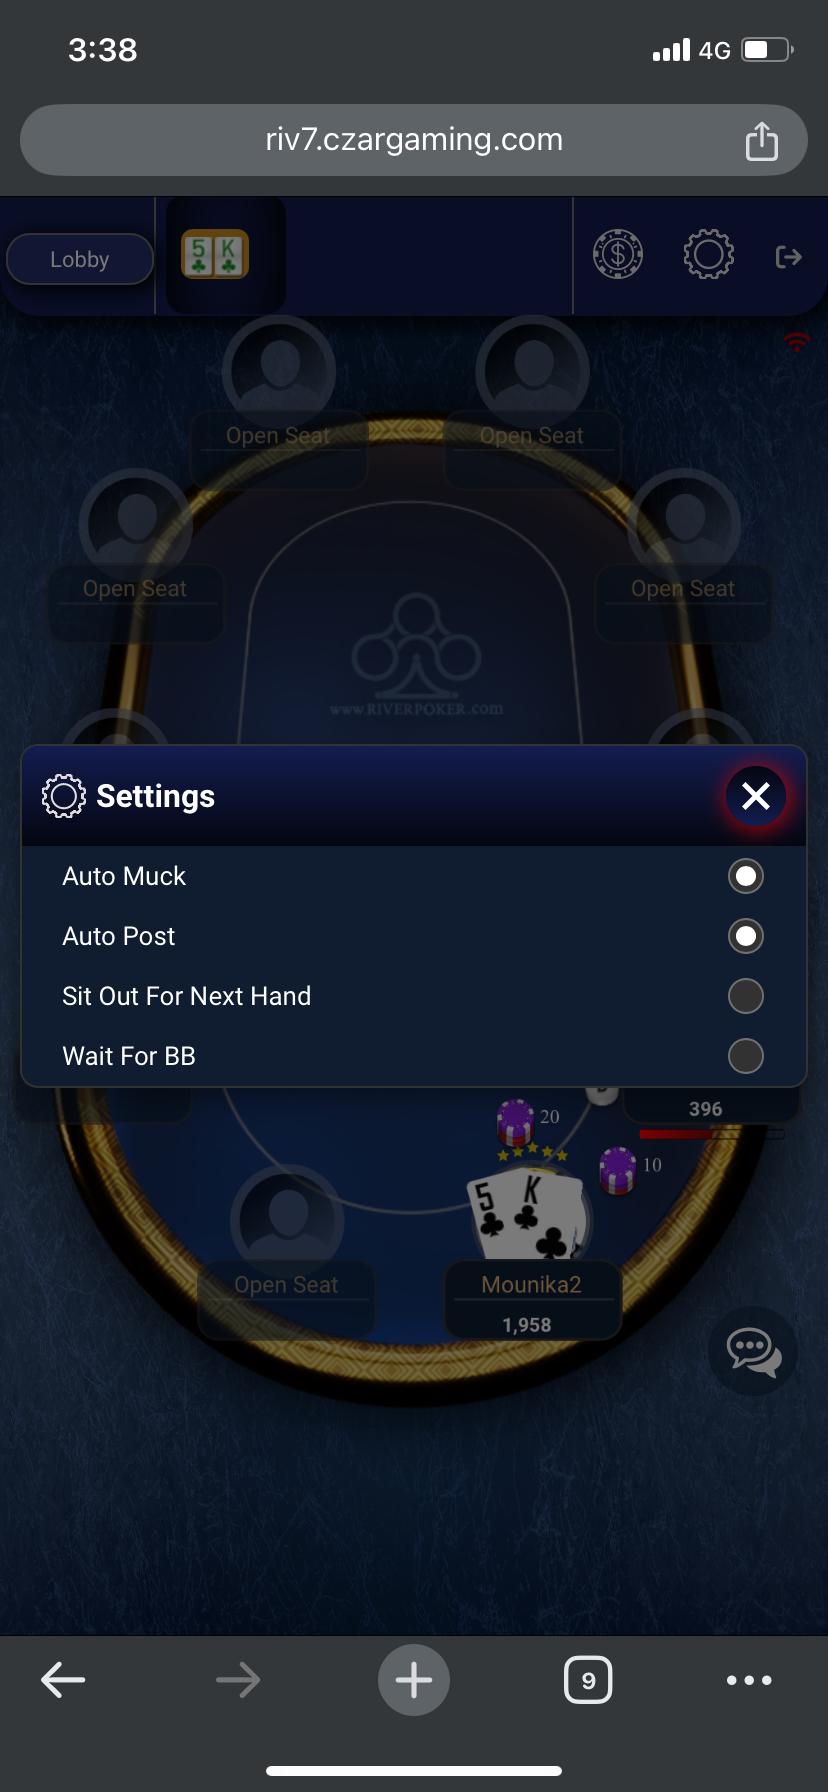 3:38
4G
riv7.czargaming.com
Lobby
5 K
$
Open Seat
Open Seat
Open Seat
Open Seat
www.RIVERPOKER.com
Settings
Auto Muck
Auto Post
Sit Out For Next Hand
Wait For BB
396
20
10
5 K
Open Seat
Mounika2
1,958
9